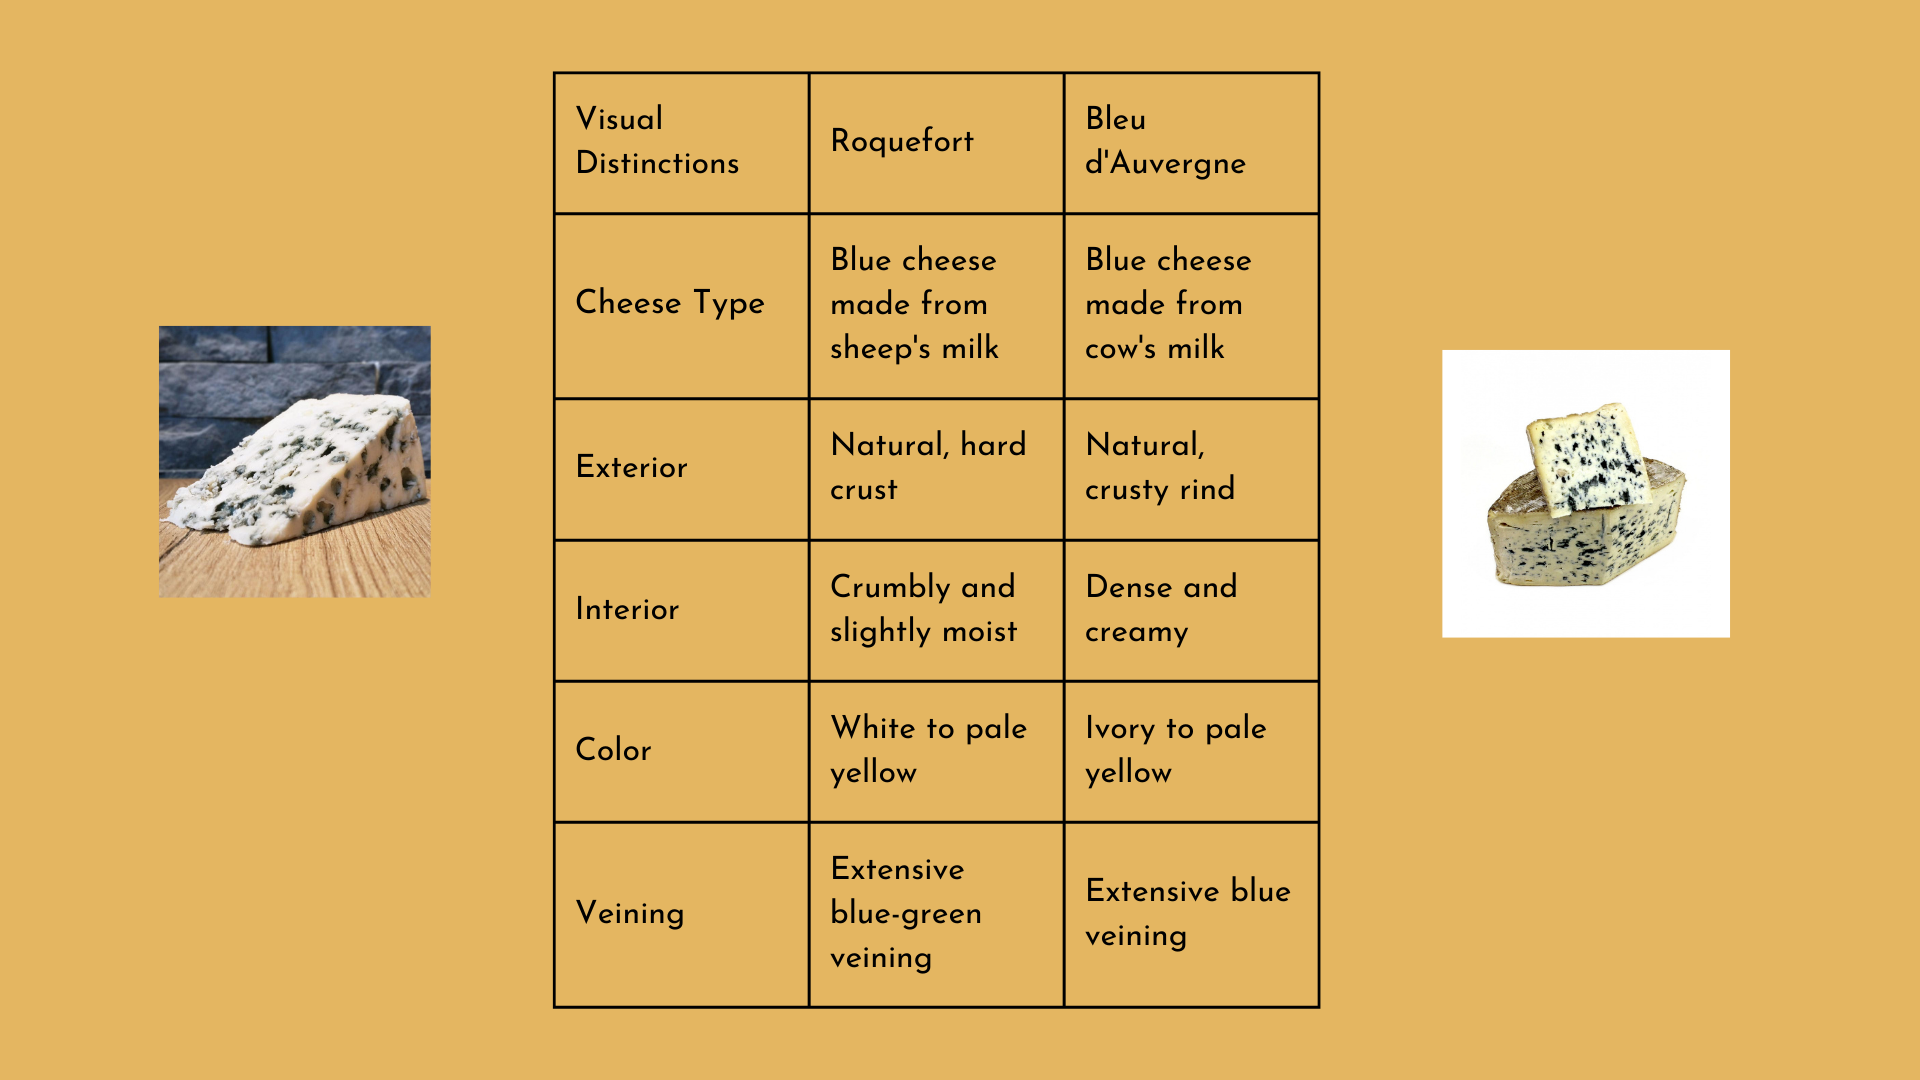 Visual
Distinctions
Roquefort
Bleu
d'Auvergne
Cheese Type
Blue cheese
made from
sheep's milk
Blue cheese
made from
cow's milk
Exterior
Natural, hard
crust
Natural,
crusty rind
Interior
Crumbly and
slightly moist
Dense and
creamy
Color
White to pale
yellow
Ivory to pale
yellow
Veining
Extensive
blue-green
veining
Extensive blue
veining